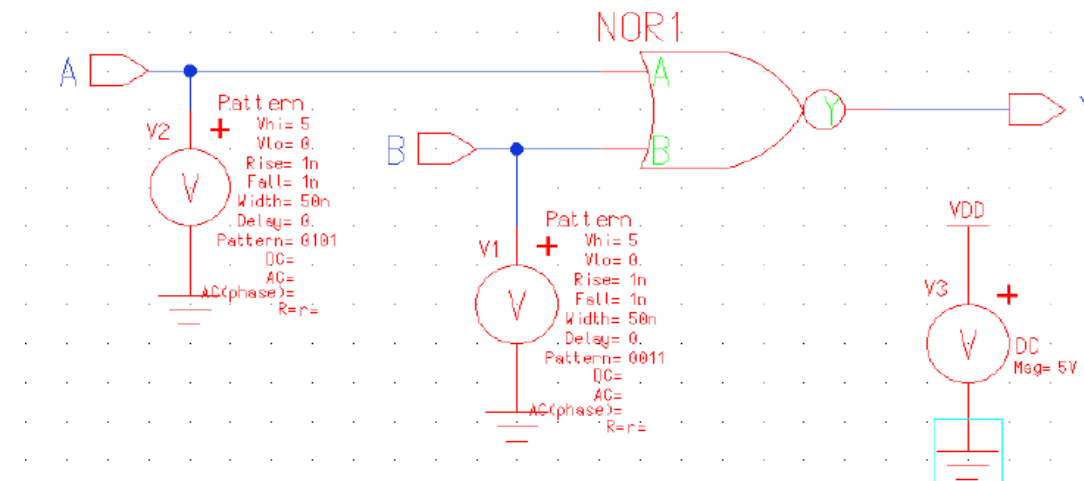 NOR1
A
A
Y
Y
Pattern
Vhi= 5
V2
+
Vlo= 0.
Rise= 1n
Fall= 1n
V
Width= 50n
Delay= 0.
Pattern= 0101
DC=
AC=
AC(phase)=
R=r=
B
B
Pattern
Vhi= 5
V1
+
Vlo= 0.
Rise= 1n
Fall= 1n
V
Width= 50n
Delay= 0.
Pattern= 0011
DC=
AC=
AC(phase)=
R=r=
VDD
V3
+
V
DC
Mag= 5V